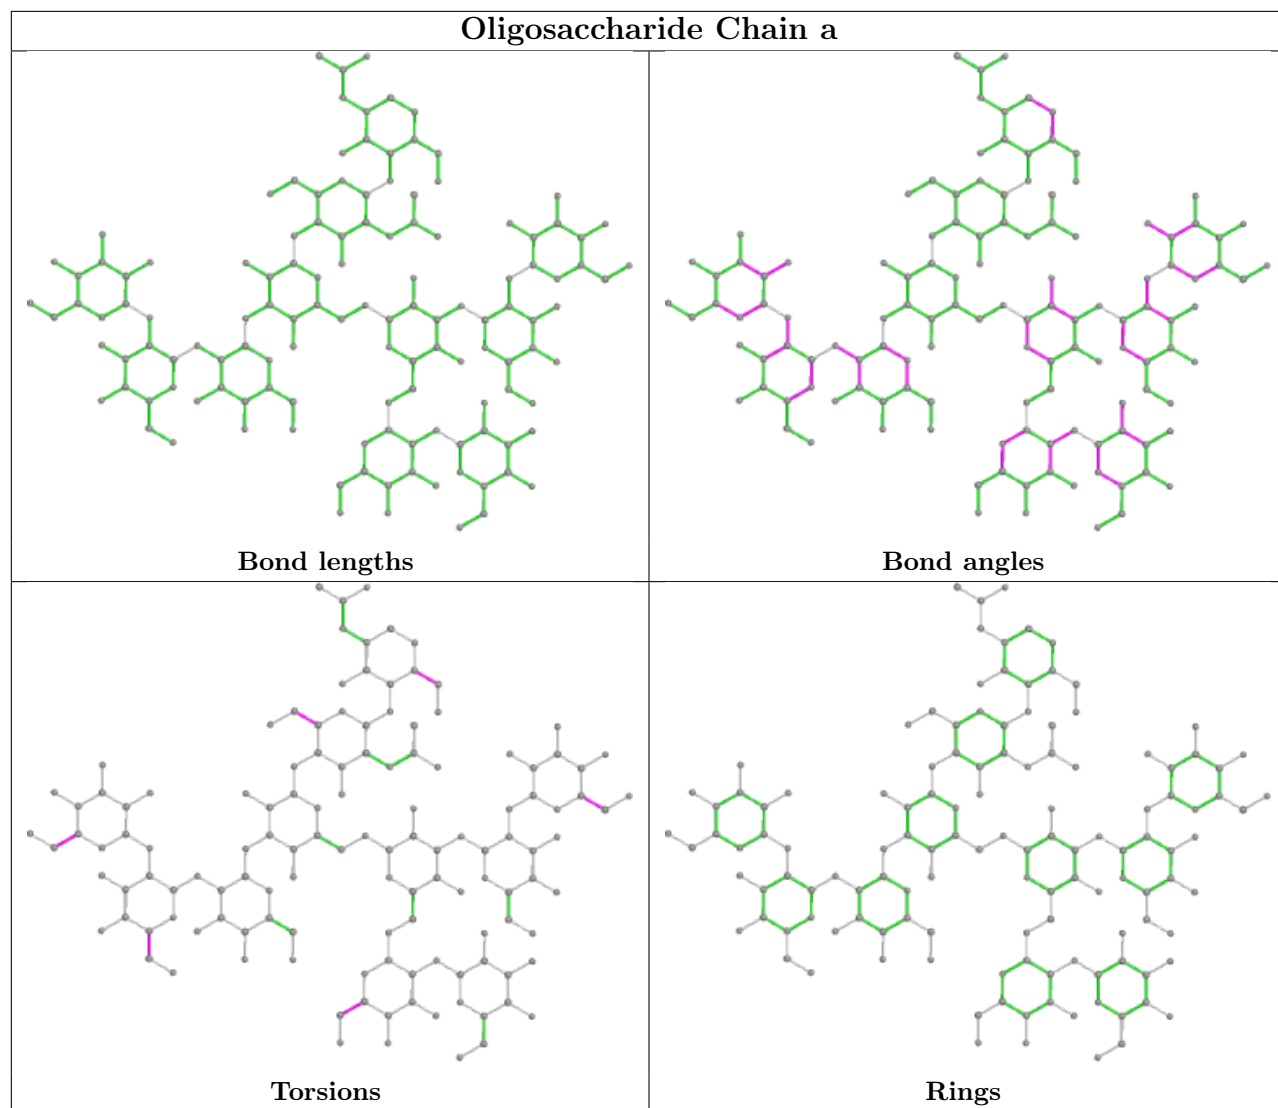 Oligosaccharide Chain a
Bond lengths
Bond angles
Torsions
Rings